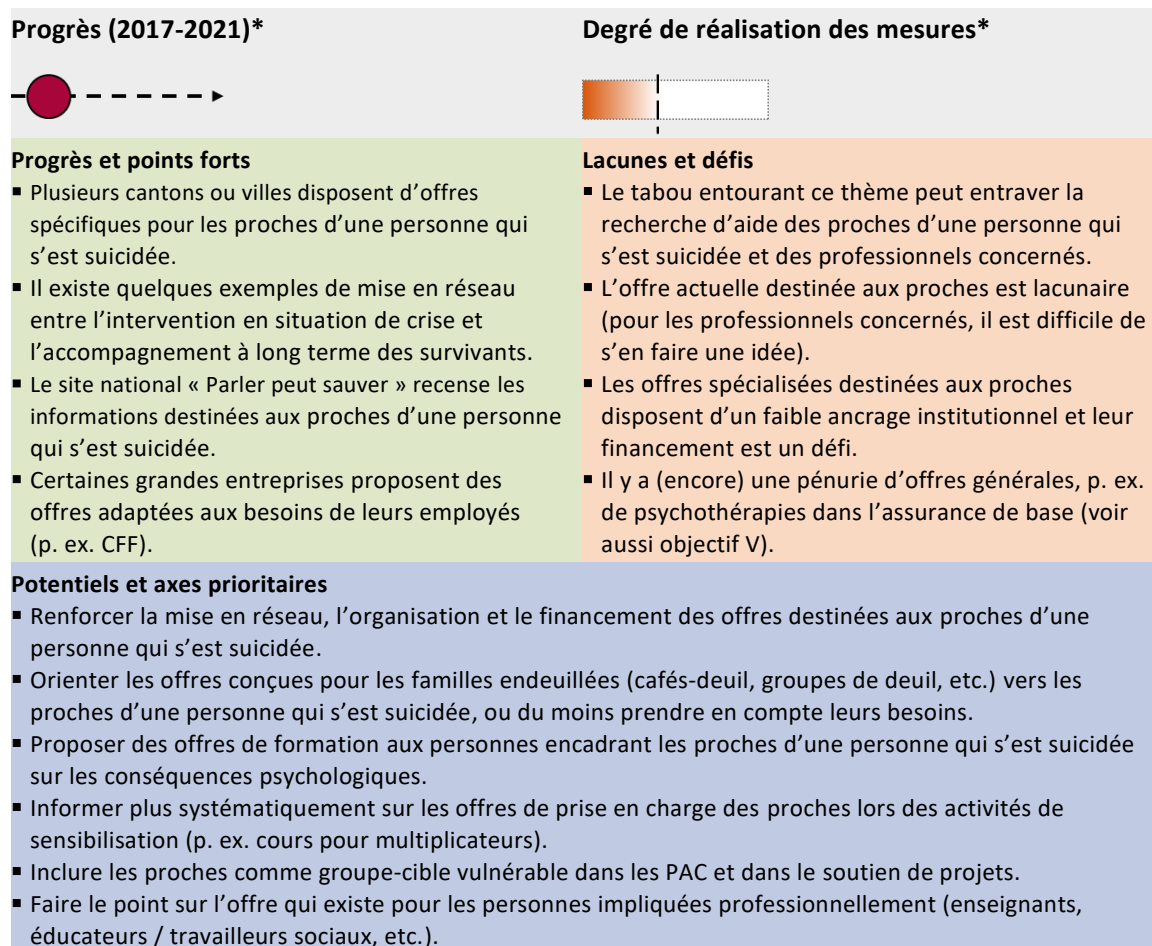 Progrès (2017-2021)*
Degré de réalisation des mesures*
Progrès et points forts
▪ Plusieurs cantons ou villes disposent d’offres
spécifiques pour les proches d’une personne qui
s’est suicidée.
▪ Il existe quelques exemples de mise en réseau
entre l’intervention en situation de crise et
l’accompagnement à long terme des survivants.
▪ Le site national « Parler peut sauver » recense les
informations destinées aux proches d’une personne
qui s’est suicidée.
▪ Certaines grandes entreprises proposent des
offres adaptées aux besoins de leurs employés
(p. ex. CFF).
Lacunes et défis
▪ Le tabou entourant ce thème peut entraver la
recherche d’aide des proches d’une personne qui
s’est suicidée et des professionnels concernés.
▪ L’offre actuelle destinée aux proches est lacunaire
(pour les professionnels concernés, il est difficile de
s’en faire une idée).
▪ Les offres spécialisées destinées aux proches
disposent d’un faible ancrage institutionnel et leur
financement est un défi.
▪ Il y a (encore) une pénurie d’offres générales, p. ex.
de psychothérapies dans l’assurance de base (voir
aussi objectif V).
Potentiels et axes prioritaires
▪ Renforcer la mise en réseau, l’organisation et le financement des offres destinées aux proches d’une
personne qui s’est suicidée.
▪ Orienter les offres conçues pour les familles endeuillées (cafés-deuil, groupes de deuil, etc.) vers les
proches d’une personne qui s’est suicidée, ou du moins prendre en compte leurs besoins.
▪ Proposer des offres de formation aux personnes encadrant les proches d’une personne qui s’est suicidée
sur les conséquences psychologiques.
▪ Informer plus systématiquement sur les offres de prise en charge des proches lors des activités de
sensibilisation (p. ex. cours pour multiplicateurs).
▪ Inclure les proches comme groupe-cible vulnérable dans les PAC et dans le soutien de projets.
▪ Faire le point sur l’offre qui existe pour les personnes impliquées professionnellement (enseignants,
éducateurs / travailleurs sociaux, etc.).